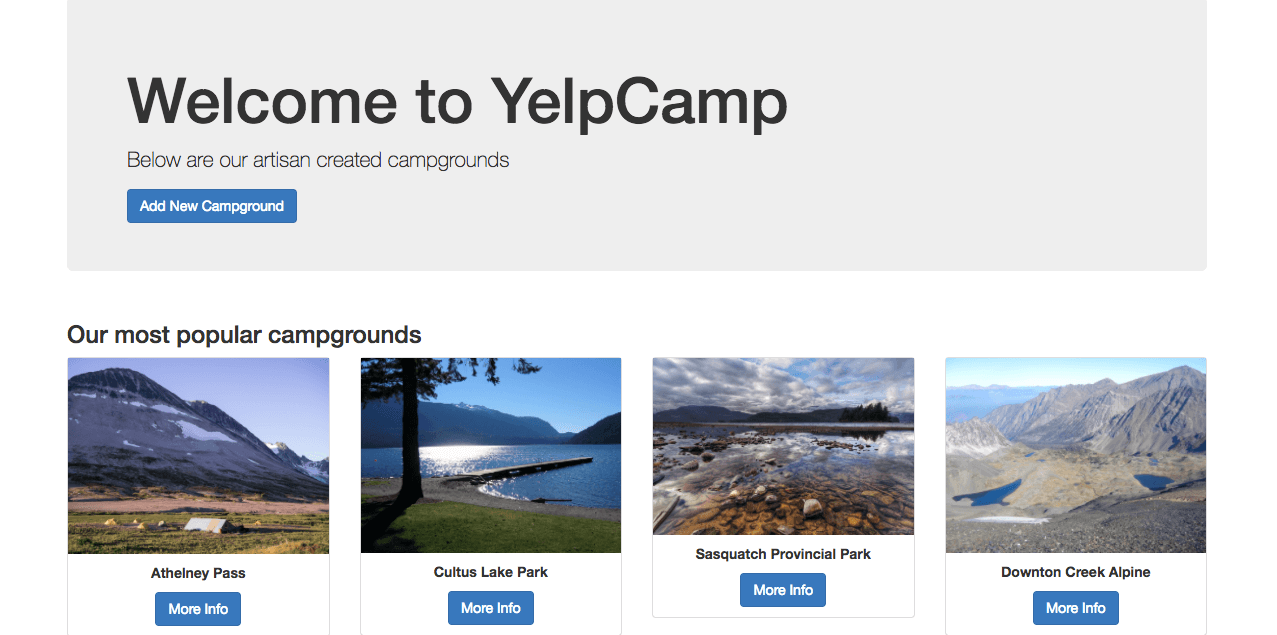 Welcome to YelpCamp
Below are our artisan created campgrounds
Add New Campground
Our most popular campgrounds
Athelney Pass
More Info
Cultus Lake Park
More Info
Sasquatch Provincial Park
More Info
Downton Creek Alpine
More Info